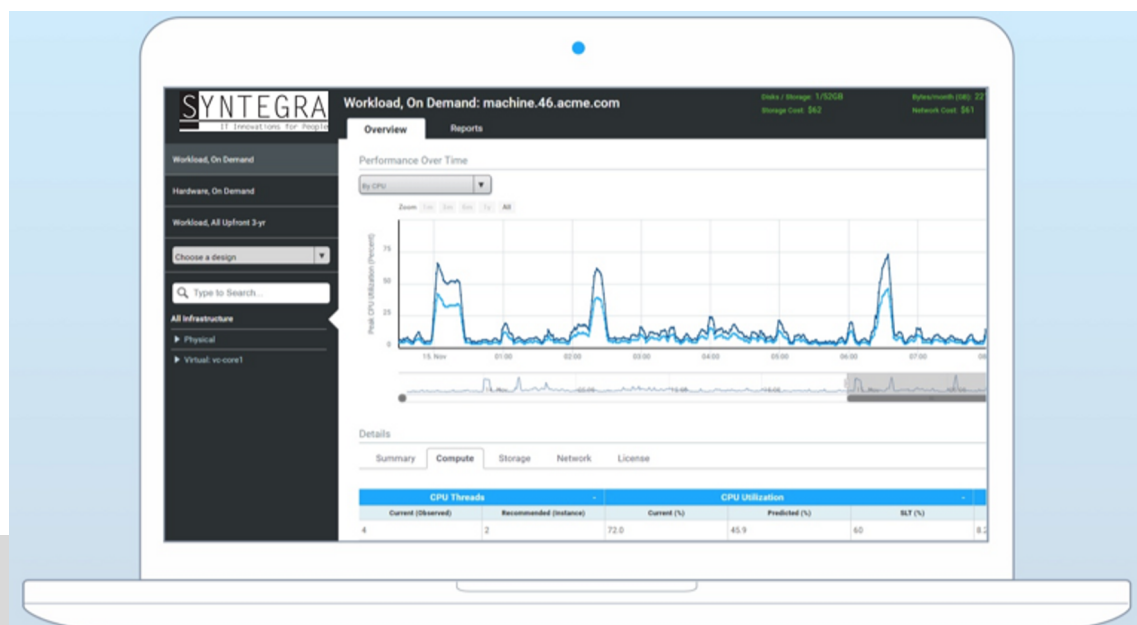 SYNTEGRA
IT Innovations for People
Workload, On Demand: machine.46.acme.com
Disks / Storage: 1/52GB
Storage Cost: $62
Bytes/month (GB): 22
Network Cost: $61
Overview
Reports
Workload, On Demand
Hardware, On Demand
Workload, All Upfront 3-yr
Choose a design
Type to Search...
All Infrastructure
Physical
Virtual: vc-core1
Performance Over Time
By CPU
Zoom
All
Peak CPU Utilization (Percent)
75
50
25
0
15. Nov
01:00
02:00
03:00
04:00
05:00
06:00
07:00
08
Details
Summary
Compute
Storage
Network
License
CPU Threads -
CPU Utilization -
Current (Observed)
Recommended (Instance)
Current (%)
Predicted (%)
SLT (%)
4
2
72.0
45.9
60
8.2